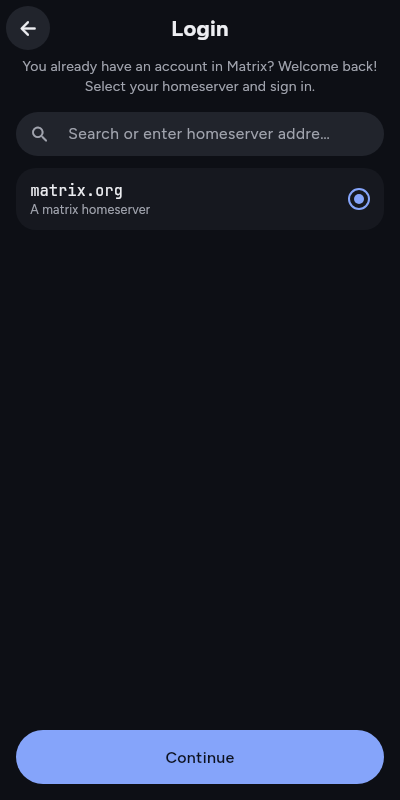 Login
You already have an account in Matrix? Welcome back!
Select your homeserver and sign in.
Search or enter homeserver addre...
matrix.org
A matrix homeserver
Continue